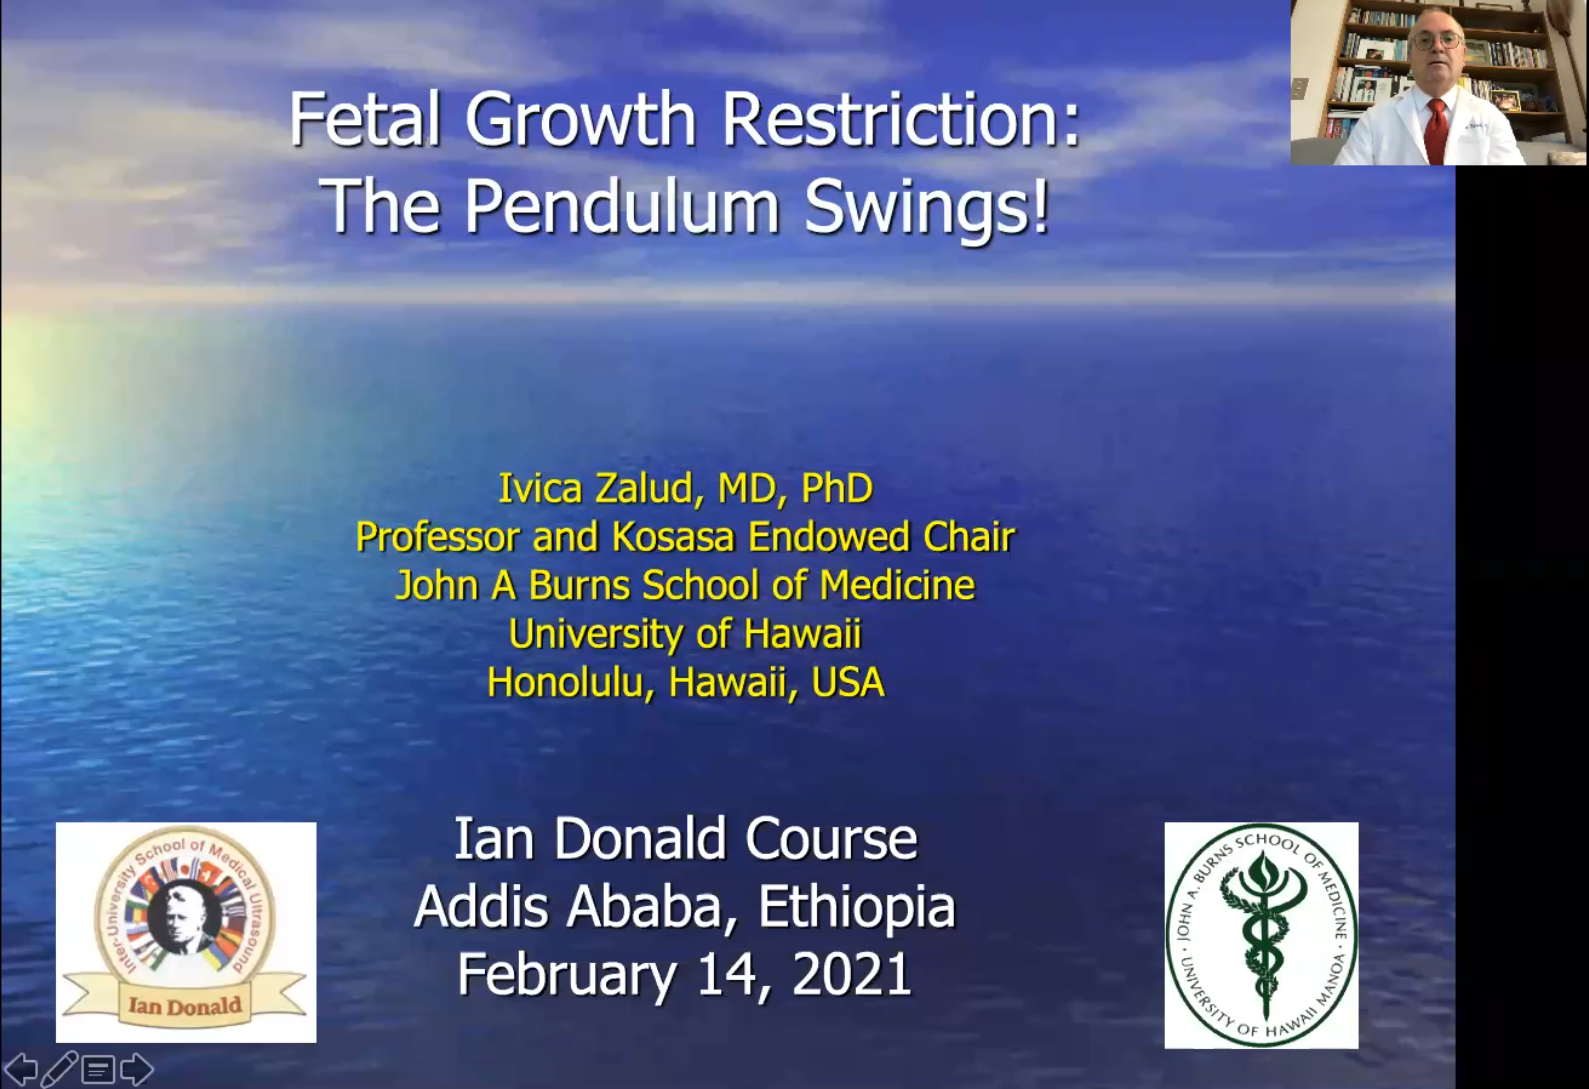 Fetal Growth Restriction:
The Pendulum Swings!
Ivica Zalud, MD, PhD
Professor and Kosasa Endowed Chair
John A Burns School of Medicine
University of Hawaii
Honolulu, Hawaii, USA
Ian Donald Course
Addis Ababa, Ethiopia
February 14, 2021
Inter-University School of Medical Ultrasound
Ian Donald
JOHN A. BURNS SCHOOL OF MEDICINE
UNIVERSITY OF HAWAII MANOA